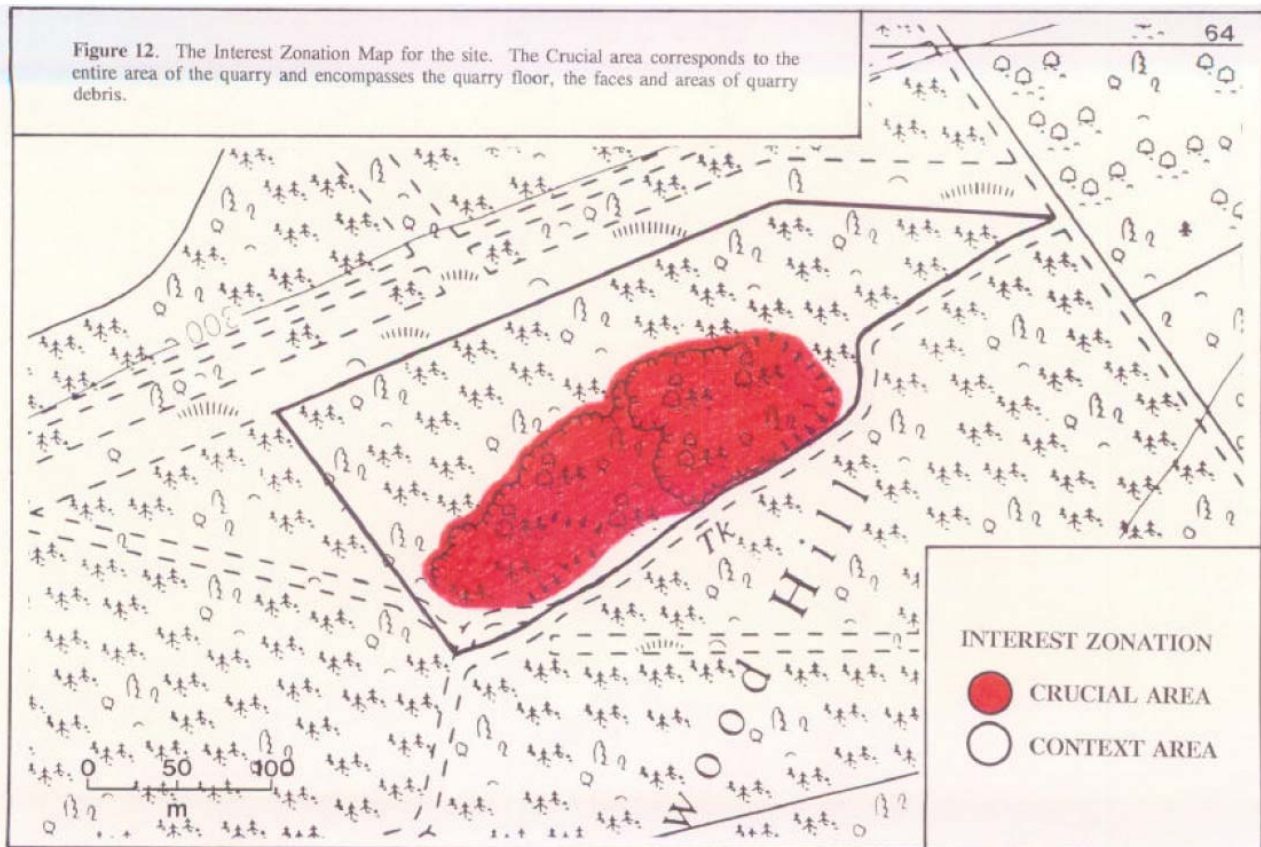 Figure 12. The Interest Zonation Map for the site. The Crucial area corresponds to the
entire area of the quarry and encompasses the quarry floor, the faces and areas of quarry
debris.
64
TK
wood Hill
INTEREST ZONATION
CRUCIAL AREA
CONTEXT AREA
0 50 100
m